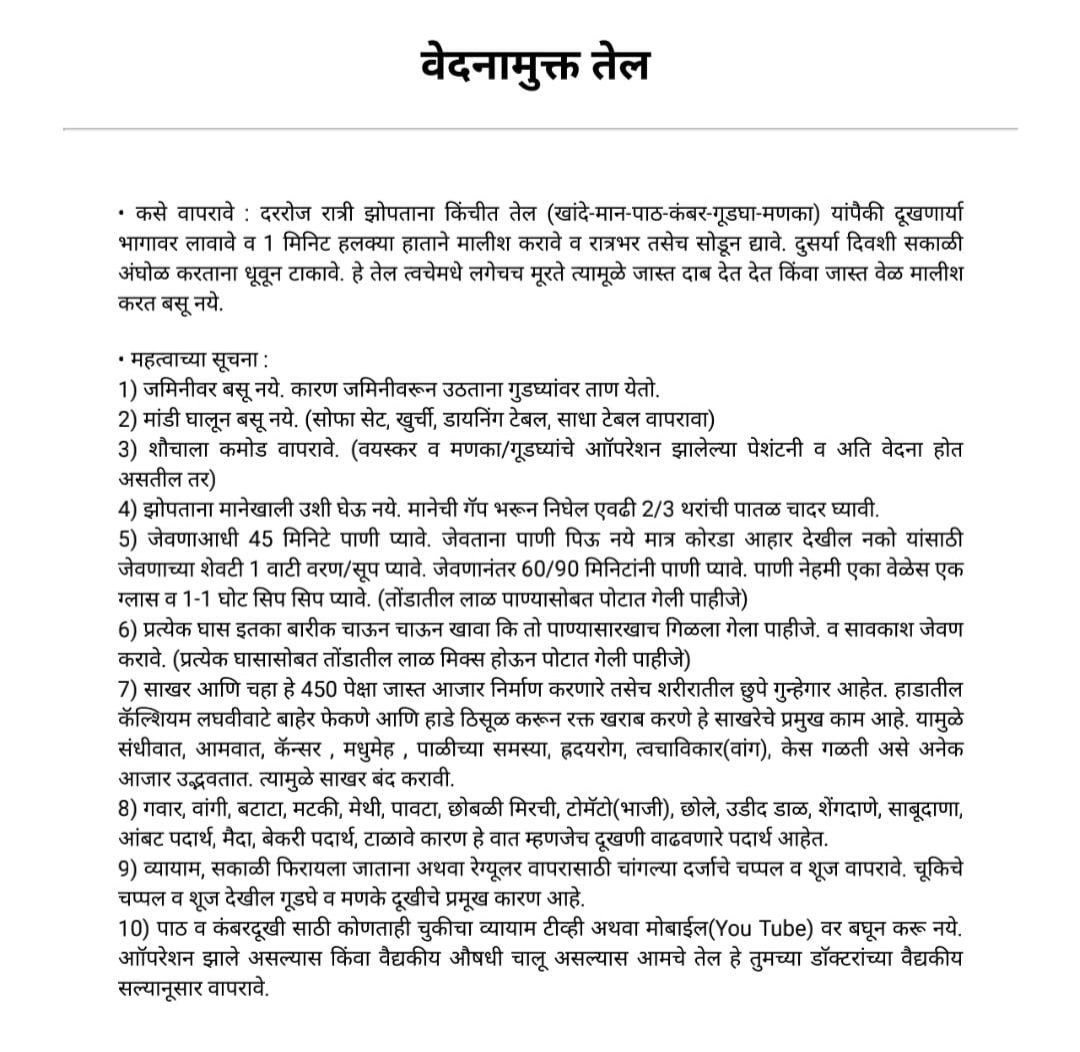 वेदनामुक्त तेल
• कसे वापरावे : दररोज रात्री झोपताना किंचीत तेल (खांदे-मान-पाठ-कंबर-गूडघा-मणका) यांपैकी दूखणार्या
भागावर लावावे व 1 मिनिट हलक्या हाताने मालीश करावे व रात्रभर तसेच सोडून द्यावे. दुसर्या दिवशी सकाळी
अंघोळ करताना धूवून टाकावे. हे तेल त्वचेमधे लगेचच मूरते त्यामूळे जास्त दाब देत देत किंवा जास्त वेळ मालीश
करत बसू नये.
• महत्वाच्या सूचना :
1) जमिनीवर बसू नये. कारण जमिनीवरून उठताना गुडघ्यांवर ताण येतो.
2) मांडी घालून बसू नये. (सोफा सेट, खुर्ची, डायनिंग टेबल, साधा टेबल वापरावा)
3) शौचाला कमोड वापरावे. (वयस्कर व मणका/गूडघ्यांचे आॉपरेशन झालेल्या पेशंटनी व अति वेदना होत
असतील तर)
4) झोपताना मानेखाली उशी घेऊ नये. मानेची गॅप भरून निघेल एवढी 2/3 थरांची पातळ चादर घ्यावी.
5) जेवणाआधी 45 मिनिटे पाणी प्यावे. जेवताना पाणी पिऊ नये मात्र कोरडा आहार देखील नको यांसाठी
जेवणाच्या शेवटी 1 वाटी वरण/सूप प्यावे. जेवणानंतर 60/90 मिनिटांनी पाणी प्यावे. पाणी नेहमी एका वेळेस एक
ग्लास व 1-1 घोट सिप सिप प्यावे. (तोंडातील लाळ पाण्यासोबत पोटात गेली पाहीजे)
6) प्रत्येक घास इतका बारीक चाऊन चाऊन खावा कि तो पाण्यासारखाच गिळला गेला पाहीजे. व सावकाश जेवण
करावे. (प्रत्येक घासासोबत तोंडातील लाळ मिक्स होऊन पोटात गेली पाहीजे)
7) साखर आणि चहा हे 450 पेक्षा जास्त आजार निर्माण करणारे तसेच शरीरातील छुपे गुन्हेगार आहेत. हाडातील
कॅल्शियम लघवीवाटे बाहेर फेकणे आणि हाडे ठिसूळ करून रक्त खराब करणे हे साखरेचे प्रमुख काम आहे. यामुळे
संधीवात, आमवात, कॅन्सर , मधुमेह , पाळीच्या समस्या, ह्रदयरोग, त्वचाविकार(वांग), केस गळती असे अनेक
आजार उद्भवतात. त्यामुळे साखर बंद करावी.
8) गवार, वांगी, बटाटा, मटकी, मेथी, पावटा, छोबळी मिरची, टोमॅटो(भाजी), छोले, उडीद डाळ, शेंगदाणे, साबूदाणा,
आंबट पदार्थ, मैदा, बेकरी पदार्थ, टाळावे कारण हे वात म्हणजेच दूखणी वाढवणारे पदार्थ आहेत.
9) व्यायाम, सकाळी फिरायला जाताना अथवा रेग्यूलर वापरासाठी चांगल्या दर्जाचे चप्पल व शूज वापरावे. चूकिचे
चप्पल व शूज देखील गूडघे व मणके दूखीचे प्रमूख कारण आहे.
10) पाठ व कंबरदूखी साठी कोणताही चुकीचा व्यायाम टीव्ही अथवा मोबाईल(You Tube) वर बघून करू नये.
आॉपरेशन झाले असल्यास किंवा वैद्यकीय औषधी चालू असल्यास आमचे तेल हे तुमच्या डॉक्टरांच्या वैद्यकीय
सल्यानूसार वापरावे.